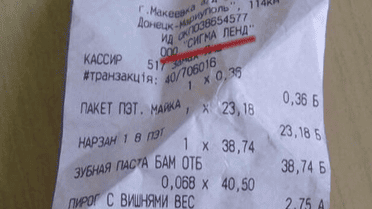 г.Макеевка
Донецк-Мариуполь, 114км
ИД ОКПО38654577
ООО "СИГМА ЛЕНД"
КАССИР 517
#транзакція: 40/706016
1 x 0,36
ПАКЕТ ПЭТ. МАЙКА 0,36 Б
1 x 23,18
НАРЗАН 1 В ПЭТ 23,18 Б
1 x 38,74
ЗУБНАЯ ПАСТА БАМ ОТБ 38,74 Б
0,068 x 40,50
ПИРОГ С ВИШНЯМИ ВЕС 2,75 А